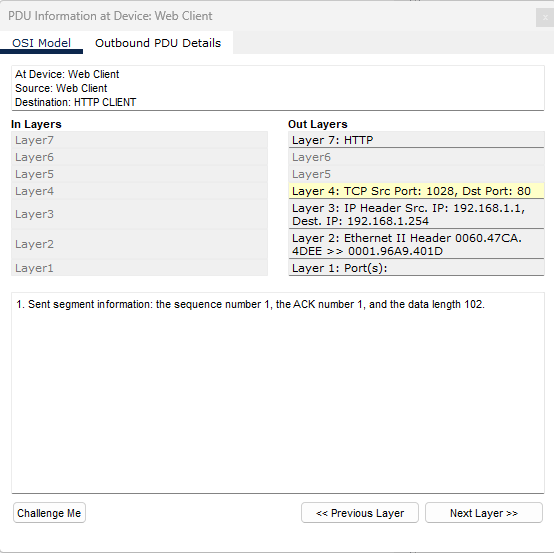 PDU Information at Device: Web Client
x
OSI Model
Outbound PDU Details
At Device: Web Client
Source: Web Client
Destination: HTTP CLIENT
In Layers
Layer7
Layer6
Layer5
Layer4
Layer3
Layer2
Layer1
Out Layers
Layer 7: HTTP
Layer6
Layer5
Layer 4: TCP Src Port: 1028, Dst Port: 80
Layer 3: IP Header Src. IP: 192.168.1.1,
Dest. IP: 192.168.1.254
Layer 2: Ethernet II Header 0060.47CA.
4DEE >> 0001.96A9.401D
Layer 1: Port(s):
1. Sent segment information: the sequence number 1, the ACK number 1, and the data length 102.
Challenge Me
<< Previous Layer
Next Layer >>